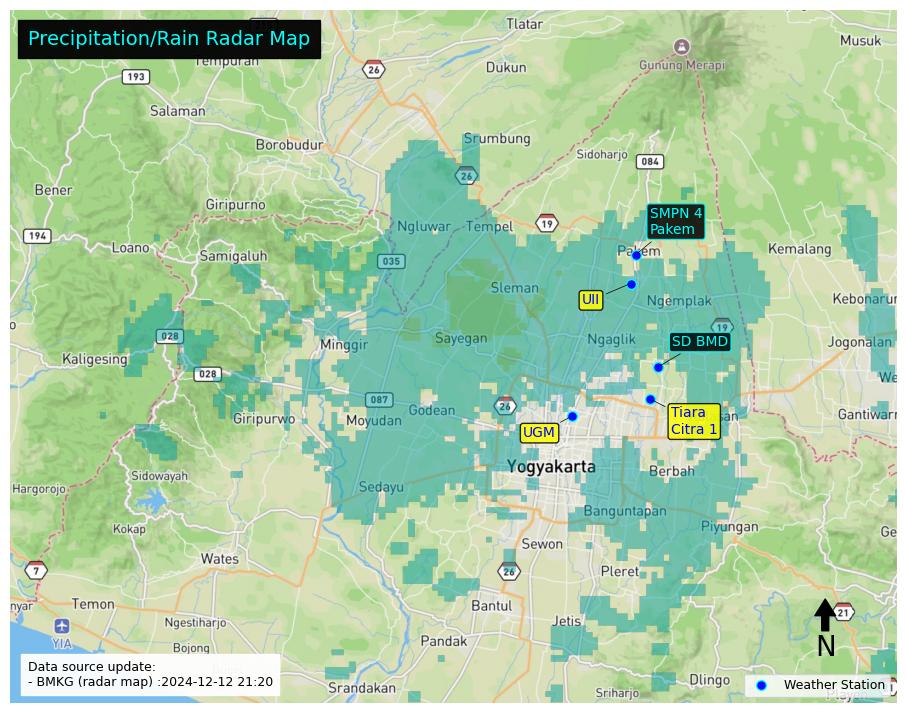 Precipitation/Rain Radar Map
Tlatar
Musuk
Gunung Merapi
26
Dukun
193
Salaman
Srumbung
Borobudur
Sidoharjo
084
26
Bener
Giripurno
SMPN 4
Pakem
194
Ngluwar
Tempel
19
Loano
Samigaluh
035
Kemalang
Sleman
UII
Ngemplak
028
Sayegan
Ngaglik
19
SD BMD
Jogonalan
Minggir
Kaligesing
028
087
Godean
26
Giripurwo
Moyudan
Tiara
Citra 1
UGM
Yogyakarta
Berbah
Sidowayah
Hargorojo
Sedayu
Banguntapan
Kokap
Piyungan
Sewon
Wates
7
26
Pleret
Temon
Bantul
21
Ngestiharjo
Jetis
YIA
Pandak
N
Bojong
Data source update:
- BMKG (radar map) :2024-12-12 21:20
Srandakan
Sriharjo
Dlingo
Weather Station